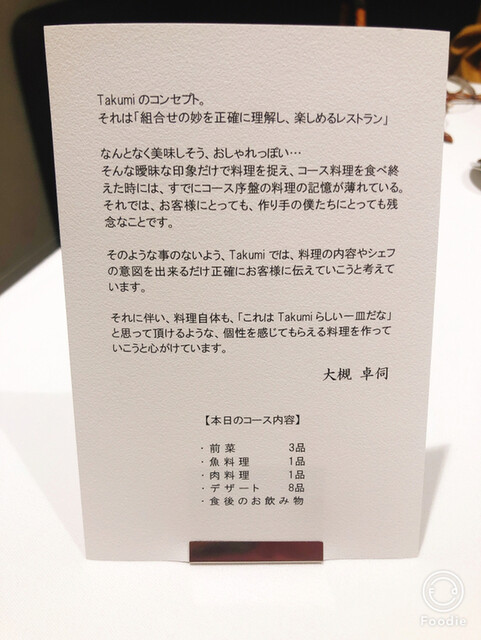 Takumiのコンセプト。
それは「組合せの妙を正確に理解し、楽しめるレストラン」
なんとなく美味しそう、おしゃれっぽい…
そんな曖昧な印象だけで料理を捉え、コース料理を食べ終
えた時には、すでにコース序盤の料理の記憶が薄れている。
それでは、お客様にとっても、作り手の僕たちにとっても残
念なことです。
そのような事のないよう、Takumiでは、料理の内容やシェフ
の意図を出来るだけ正確にお客様に伝えていこうと考えて
います。
それに伴い、料理自体も、「これはTakumiらしい一皿だな」
と思って頂けるような、個性を感じてもらえる料理を作って
いこうと心がけています。
大槻 卓伺
【本日のコース内容】
・前菜 3品
・魚料理 1品
・肉料理 1品
・デザート 8品
・食後のお飲み物
Foodie